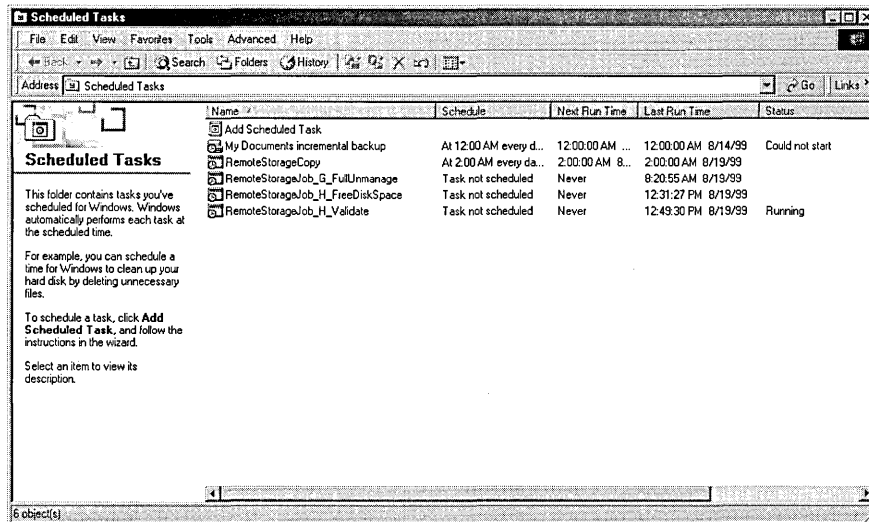 Scheduled Tasks
File Edit View Favorites Tools Advanced Help
Back Search Folders History
Address Scheduled Tasks Go Links
Scheduled Tasks
This folder contains tasks you've
scheduled for Windows. Windows
automatically performs each task at
the scheduled time.
For example, you can schedule a
time for Windows to clean up your
hard disk by deleting unnecessary
files.
To schedule a task, click Add
Scheduled Task, and follow the
instructions in the wizard.
Select an item to view its
description.
Name Schedule Next Run Time Last Run Time Status
Add Scheduled Task
My Documents incremental backup At 12:00 AM every d... 12:00:00 AM ... 12:00:00 AM 8/14/99 Could not start
RemoteStorageCopy At 2:00 AM every da... 2:00:00 AM 8... 2:00:00 AM 8/19/99
RemoteStorageJob_G_FullUnmanage Task not scheduled Never 8:20:55 AM 8/19/99
RemoteStorageJob_H_FreeDiskSpace Task not scheduled Never 12:31:27 PM 8/19/99
RemoteStorageJob_H_Validate Task not scheduled Never 12:49:30 PM 8/19/99 Running
6 object(s)